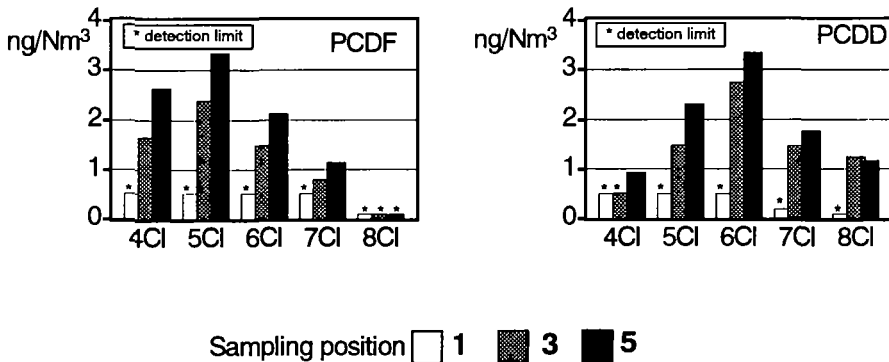 4
ng/Nm³
* detection limit
PCDF
3
2
1
0
* * * * * * *
4Cl 5Cl 6Cl 7Cl 8Cl
4
ng/Nm³
* detection limit
PCDD
3
2
1
0
* * * * * *
4Cl 5Cl 6Cl 7Cl 8Cl
Sampling position 1 3 5